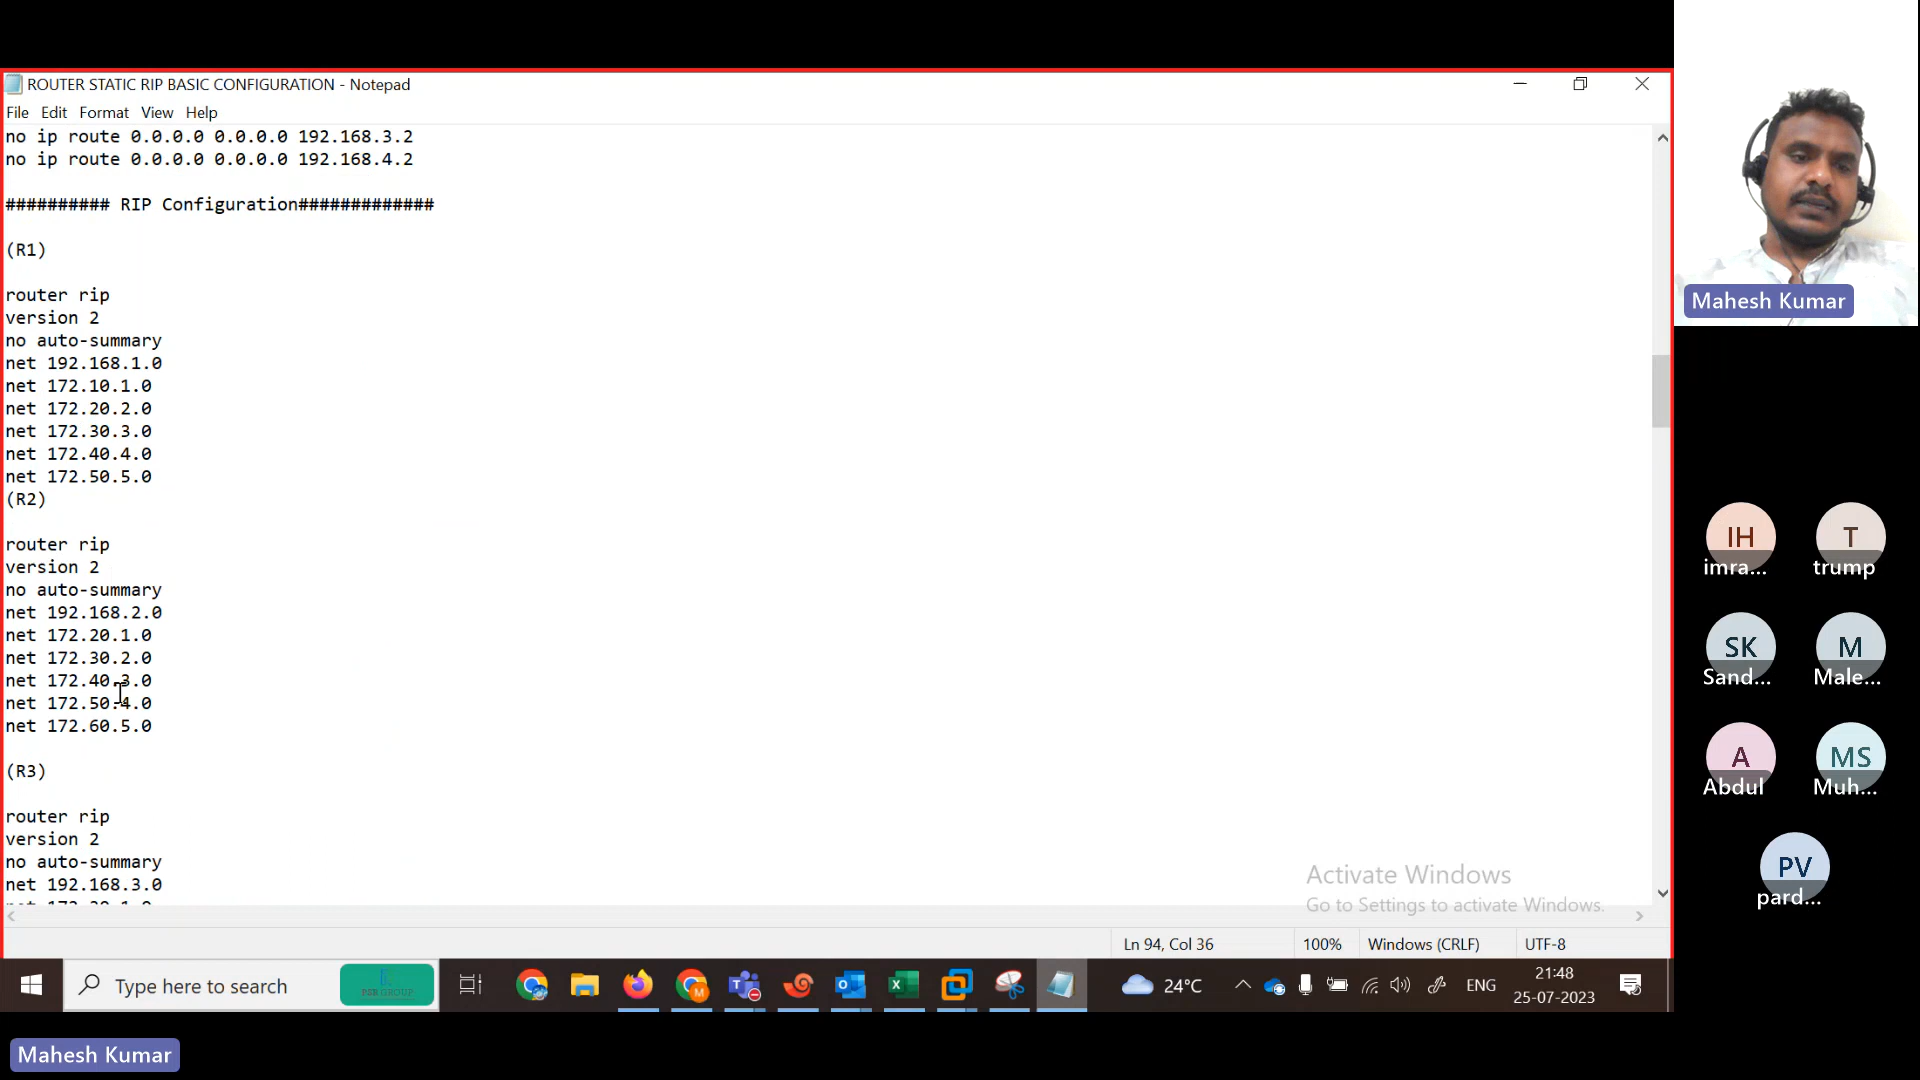 ROUTER STATIC RIP BASIC CONFIGURATION - Notepad
File Edit Format View Help
no ip route 0.0.0.0 0.0.0.0 192.168.3.2
no ip route 0.0.0.0 0.0.0.0 192.168.4.2
########## RIP Configuration#############
(R1)
router rip
version 2
no auto-summary
net 192.168.1.0
net 172.10.1.0
net 172.20.2.0
net 172.30.3.0
net 172.40.4.0
net 172.50.5.0
(R2)
router rip
version 2
no auto-summary
net 192.168.2.0
net 172.20.1.0
net 172.30.2.0
net 172.40.3.0
net 172.50.4.0
net 172.60.5.0
(R3)
router rip
version 2
no auto-summary
net 192.168.3.0
Activate Windows
Go to Settings to activate Windows.
Ln 94, Col 36
100%
Windows (CRLF)
UTF-8
Type here to search
24°C
ENG
21:48
25-07-2023
Mahesh Kumar
IH
imra...
T
trump
SK
Sand...
M
Male...
A
Abdul
MS
Muh...
PV
pard...
Mahesh Kumar